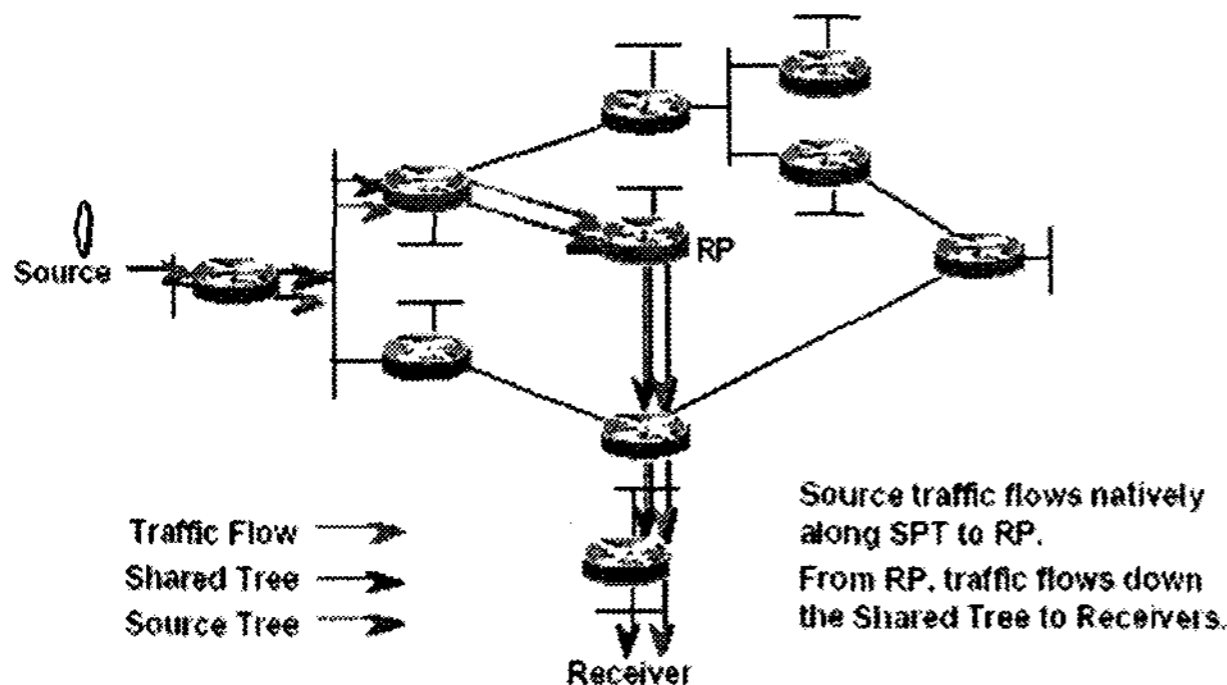 RP
Source
Traffic Flow
Shared Tree
Source Tree
Source traffic flows natively
along SPT to RP.
From RP, traffic flows down
the Shared Tree to Receivers.
Receiver